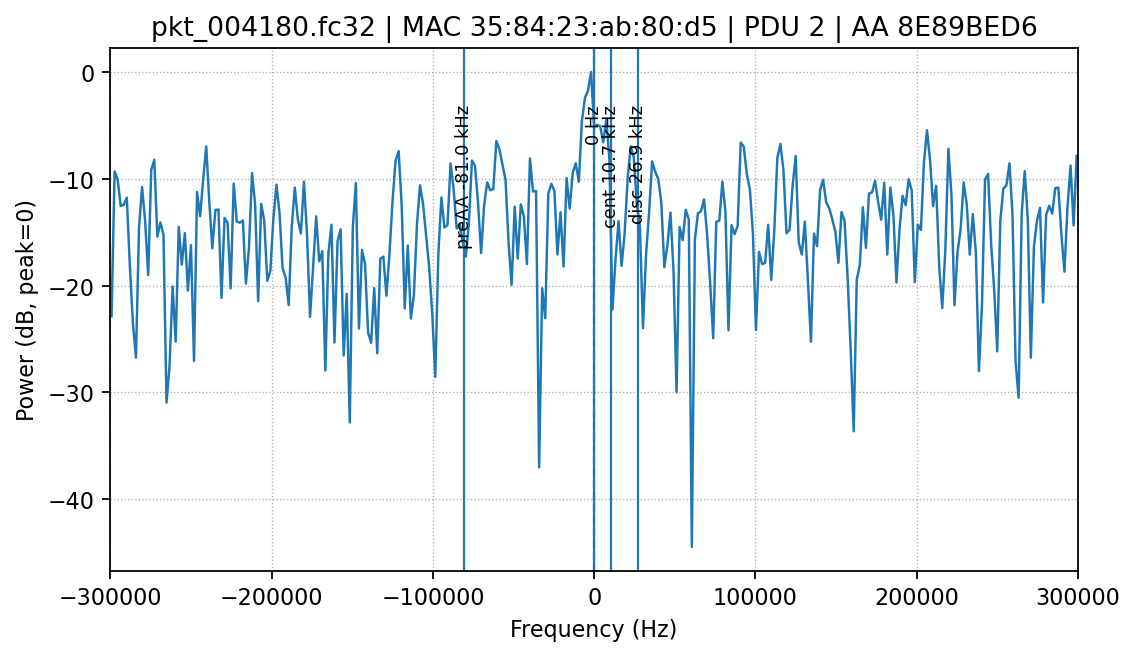 pkt_004180.fc32 | MAC 35:84:23:ab:80:d5 | PDU 2 | AA 8E89BED6
Power (dB, peak=0)
0
−10
−20
−30
−40
preAA -81.0 kHz
0 Hz
cent 10.7 kHz
disc 26.9 kHz
−300000
−200000
−100000
0
100000
200000
300000
Frequency (Hz)